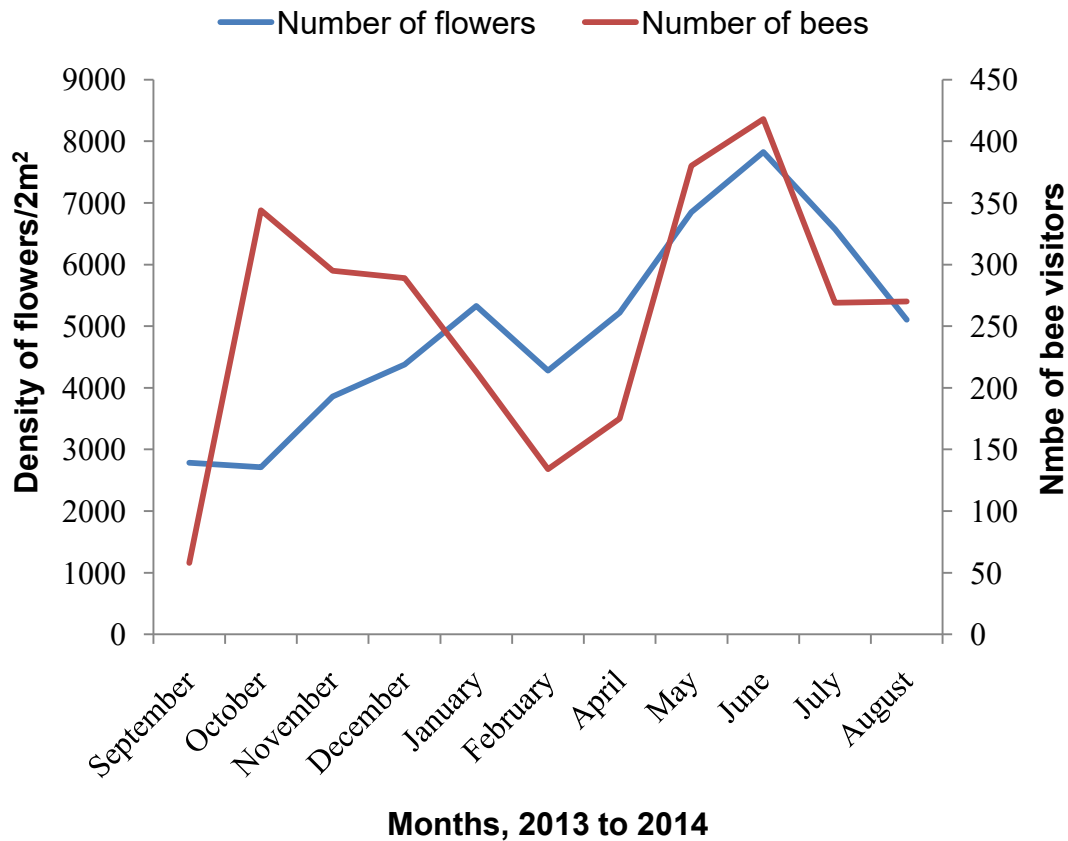 Number of flowers
Number of bees
Density of flowers/2m²
9000
8000
7000
6000
5000
4000
3000
2000
1000
0
450
400
350
300
250
200
150
100
50
0
Nmbe of bee visitors
September
October
November
December
January
February
April
May
June
July
August
Months, 2013 to 2014